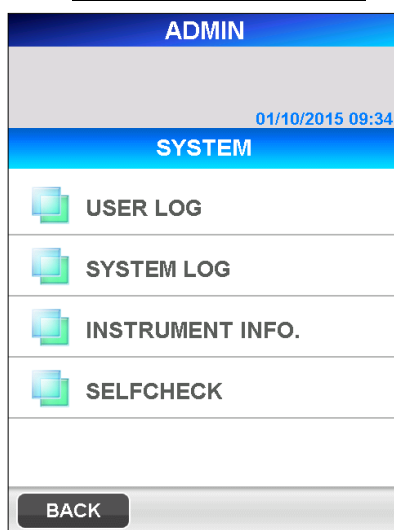 ADMIN
01/10/2015 09:34
SYSTEM
USER LOG
SYSTEM LOG
INSTRUMENT INFO.
SELFCHECK
BACK